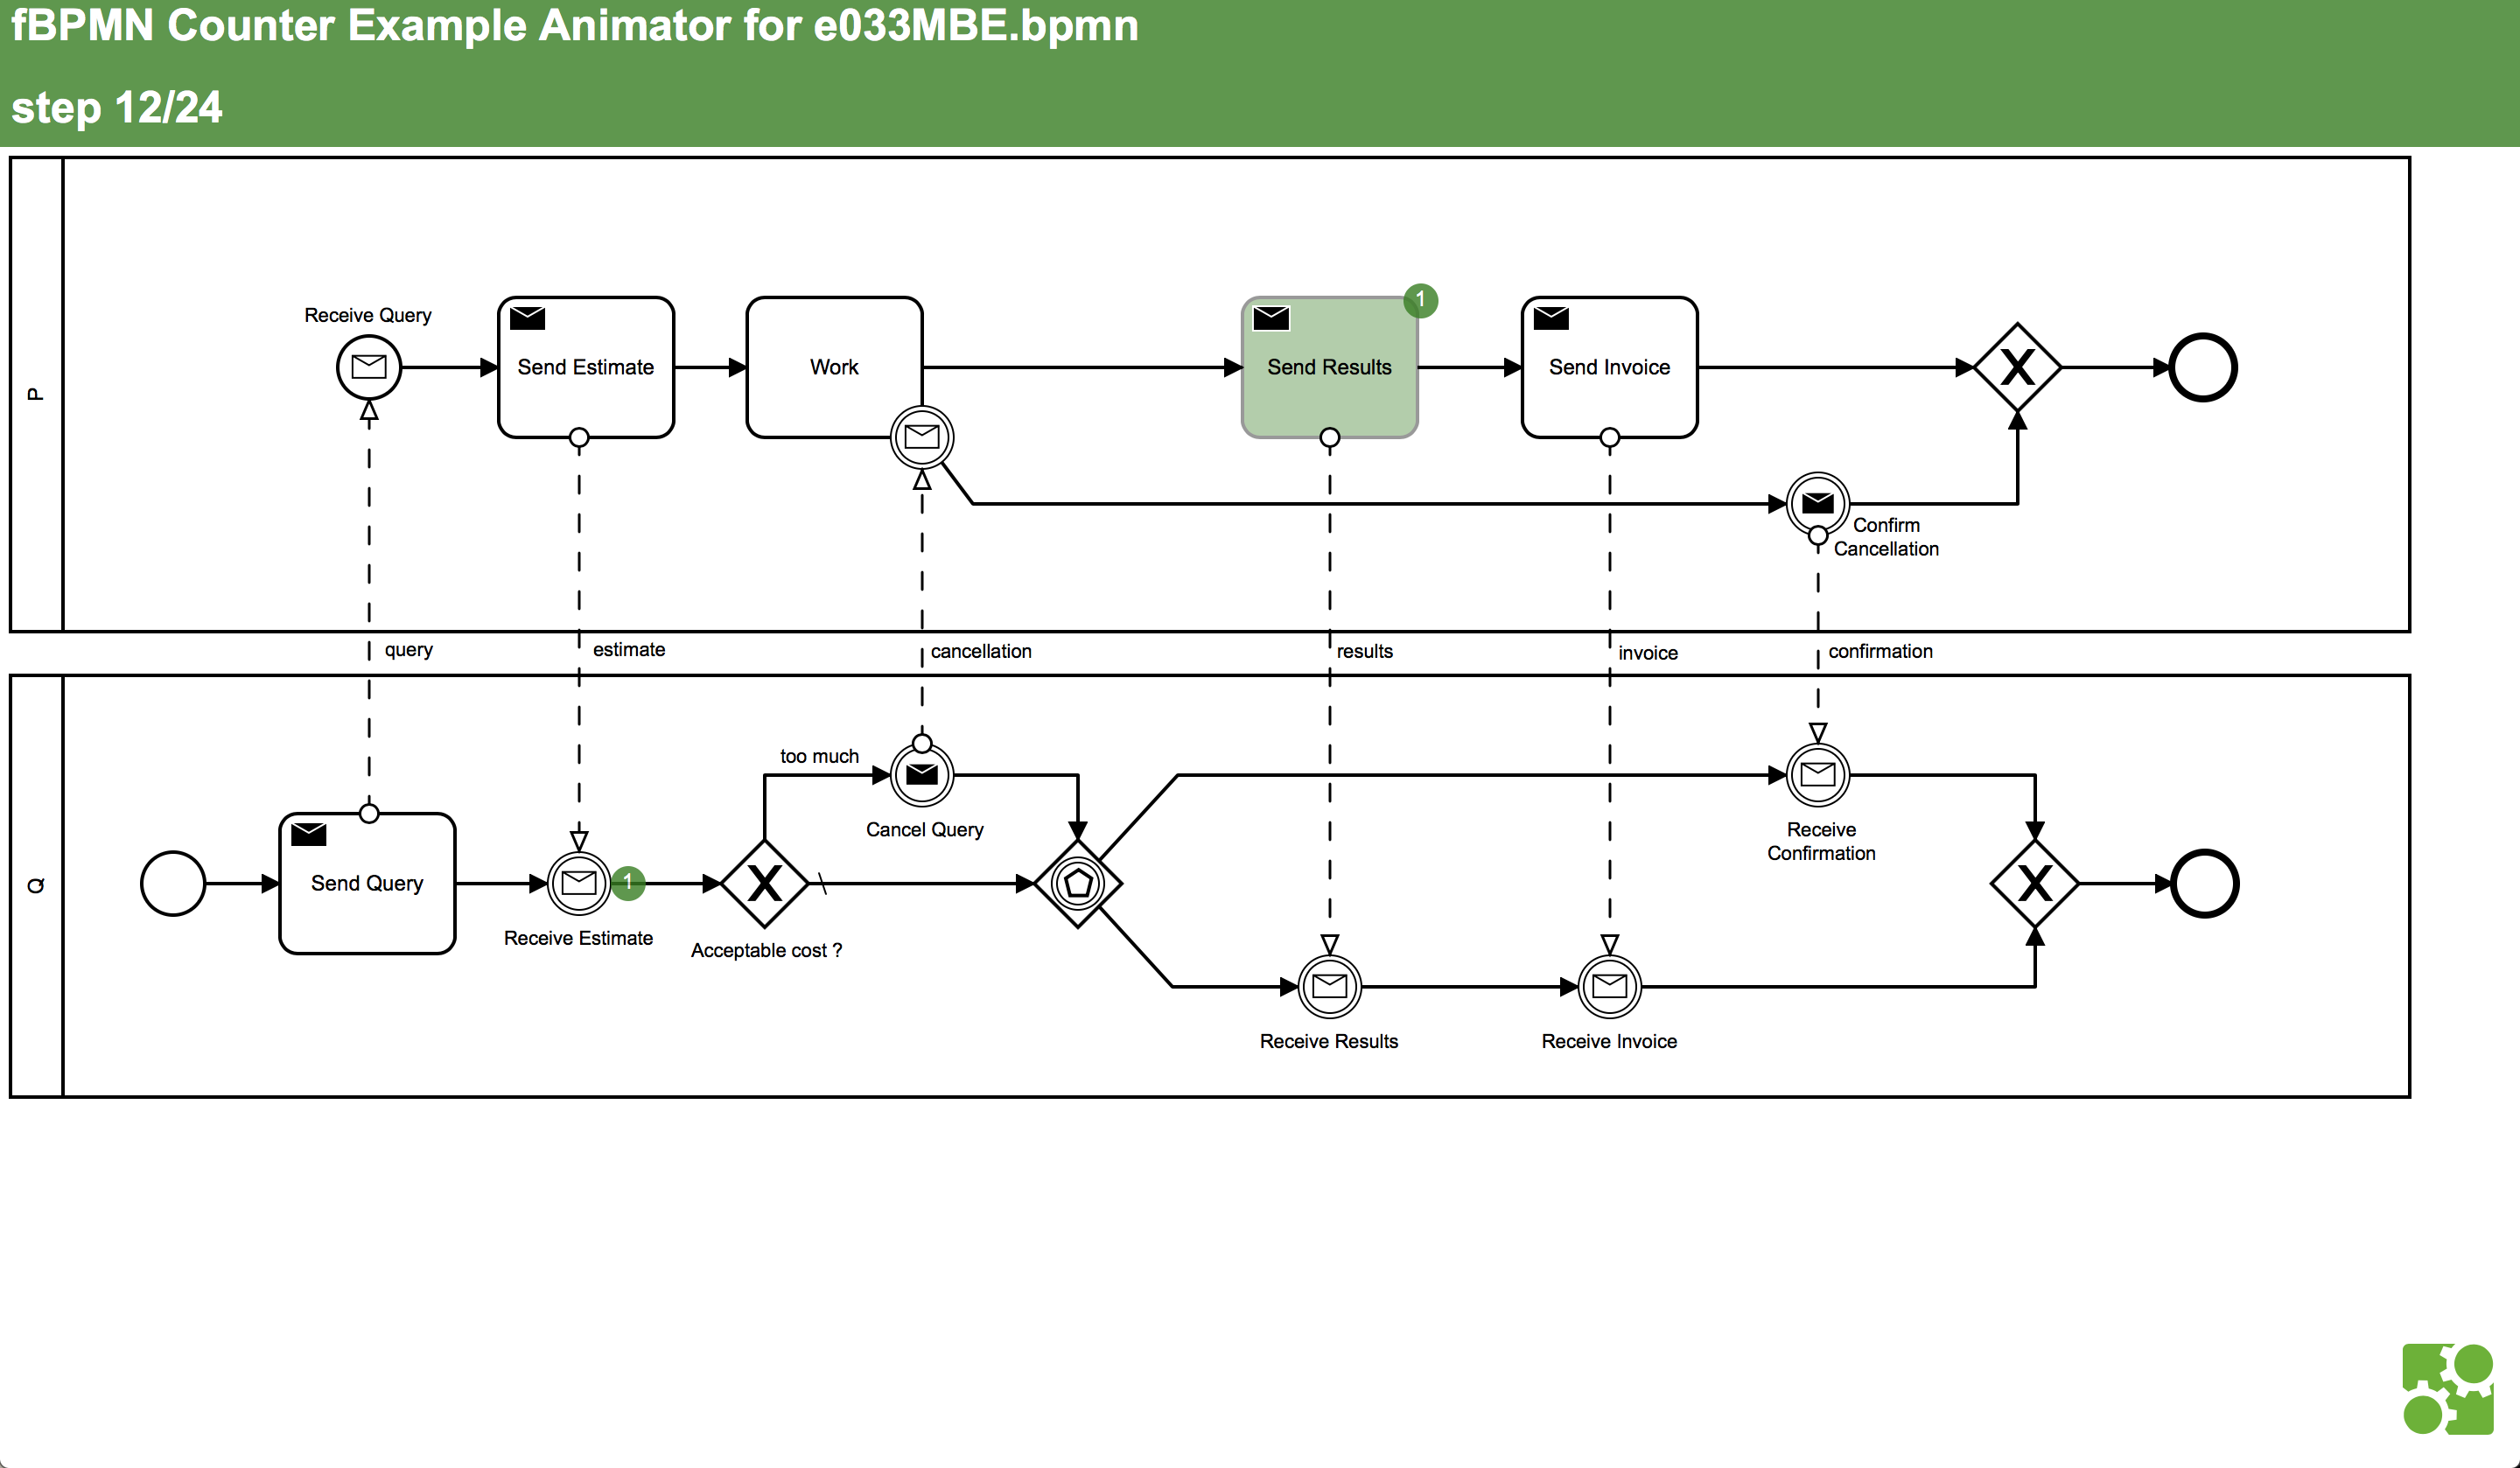 fBPMN Counter Example Animator for e033MBE.bpmn
step 12/24
P
Receive Query
Send Estimate
Work
Send Results
1
Send Invoice
X
Confirm
Cancellation
query
estimate
cancellation
results
invoice
confirmation
Q
Send Query
1
Receive Estimate
too much
X
Acceptable cost ?
Cancel Query
Receive
Confirmation
X
Receive Results
Receive Invoice